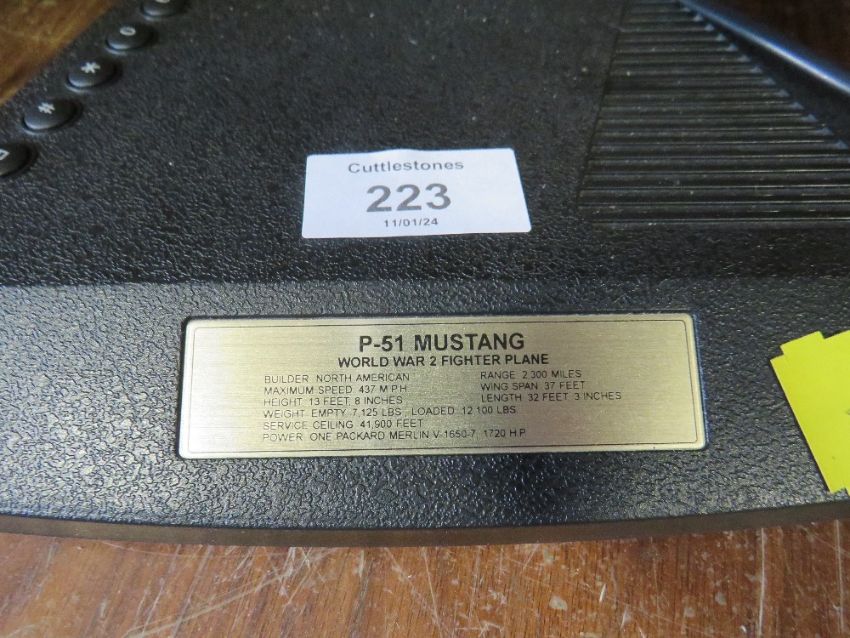 0
*
#
Cuttlestones
223
11/01/24
P-51 MUSTANG
WORLD WAR 2 FIGHTER PLANE
BUILDER: NORTH AMERICAN RANGE: 2,300 MILES
MAXIMUM SPEED: 437 M.P.H. WING SPAN: 37 FEET
HEIGHT: 13 FEET, 8 INCHES LENGTH: 32 FEET, 3 INCHES
WEIGHT: EMPTY: 7,125 LBS. LOADED: 12,100 LBS.
SERVICE CEILING: 41,900 FEET
POWER: ONE PACKARD MERLIN V-1650-7, 1720 H.P.